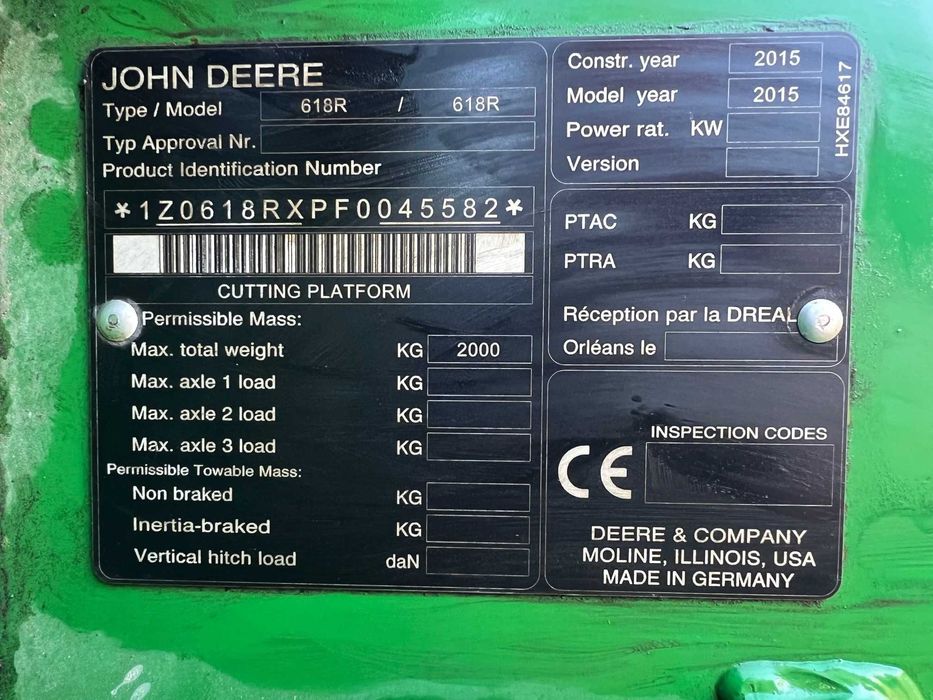 JOHN DEERE
Type / Model 618R / 618R
Typ Approval Nr.
Product Identification Number
*1Z0618RXPF0045582*
CUTTING PLATFORM
Permissible Mass:
Max. total weight KG 2000
Max. axle 1 load KG
Max. axle 2 load KG
Max. axle 3 load KG
Permissible Towable Mass:
Non braked KG
Inertia-braked KG
Vertical hitch load daN
Constr. year 2015
Model year 2015
Power rat. KW
Version
HXE84617
PTAC KG
PTRA KG
Réception par la DREAL
Orléans le
INSPECTION CODES
CE
DEERE & COMPANY
MOLINE, ILLINOIS, USA
MADE IN GERMANY